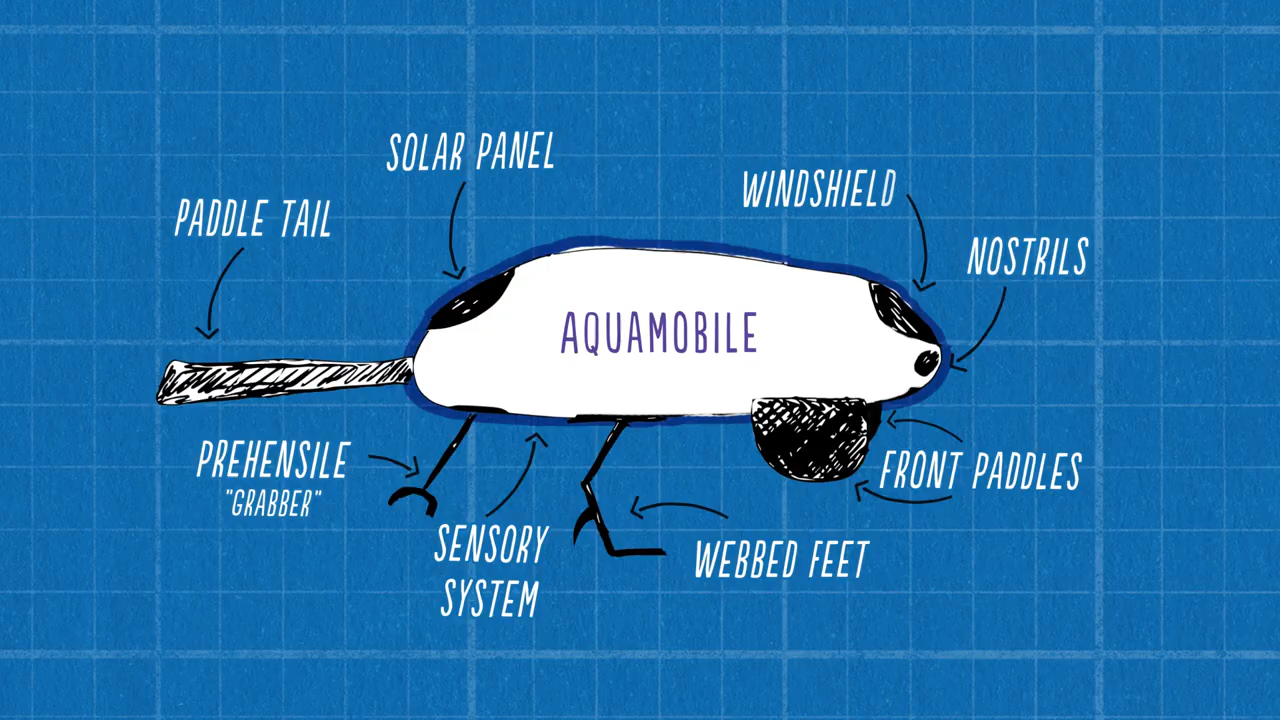 SOLAR PANEL
WINDSHIELD
PADDLE TAIL
NOSTRILS
AQUAMOBILE
PREHENSILE
"GRABBER"
FRONT PADDLES
SENSORY
SYSTEM
WEBBED FEET